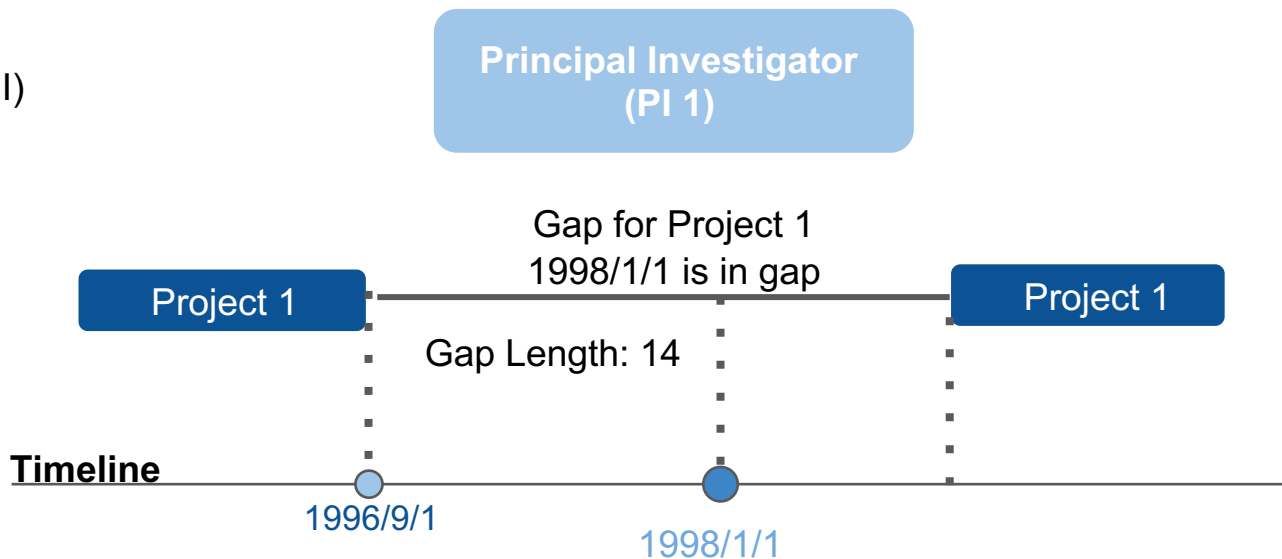 Principal Investigator
(PI 1)
I)
Gap for Project 1
1998/1/1 is in gap
Project 1
Project 1
Gap Length: 14
Timeline
1996/9/1
1998/1/1